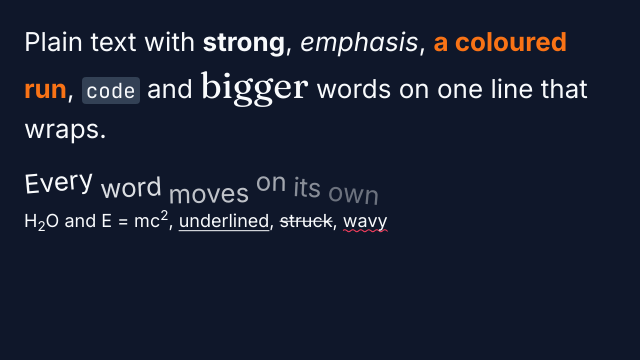 Plain text with strong, emphasis, a coloured
run, code and bigger words on one line that
wraps.
Every word moves on its own
H₂O and E = mc², underlined, struck, wavy